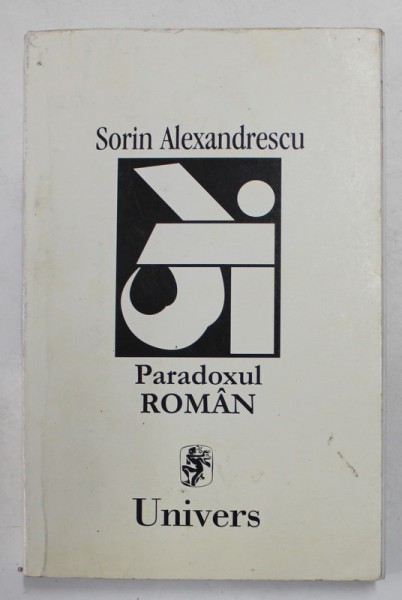 Sorin Alexandrescu
Paradoxul
ROMÂN
Univers